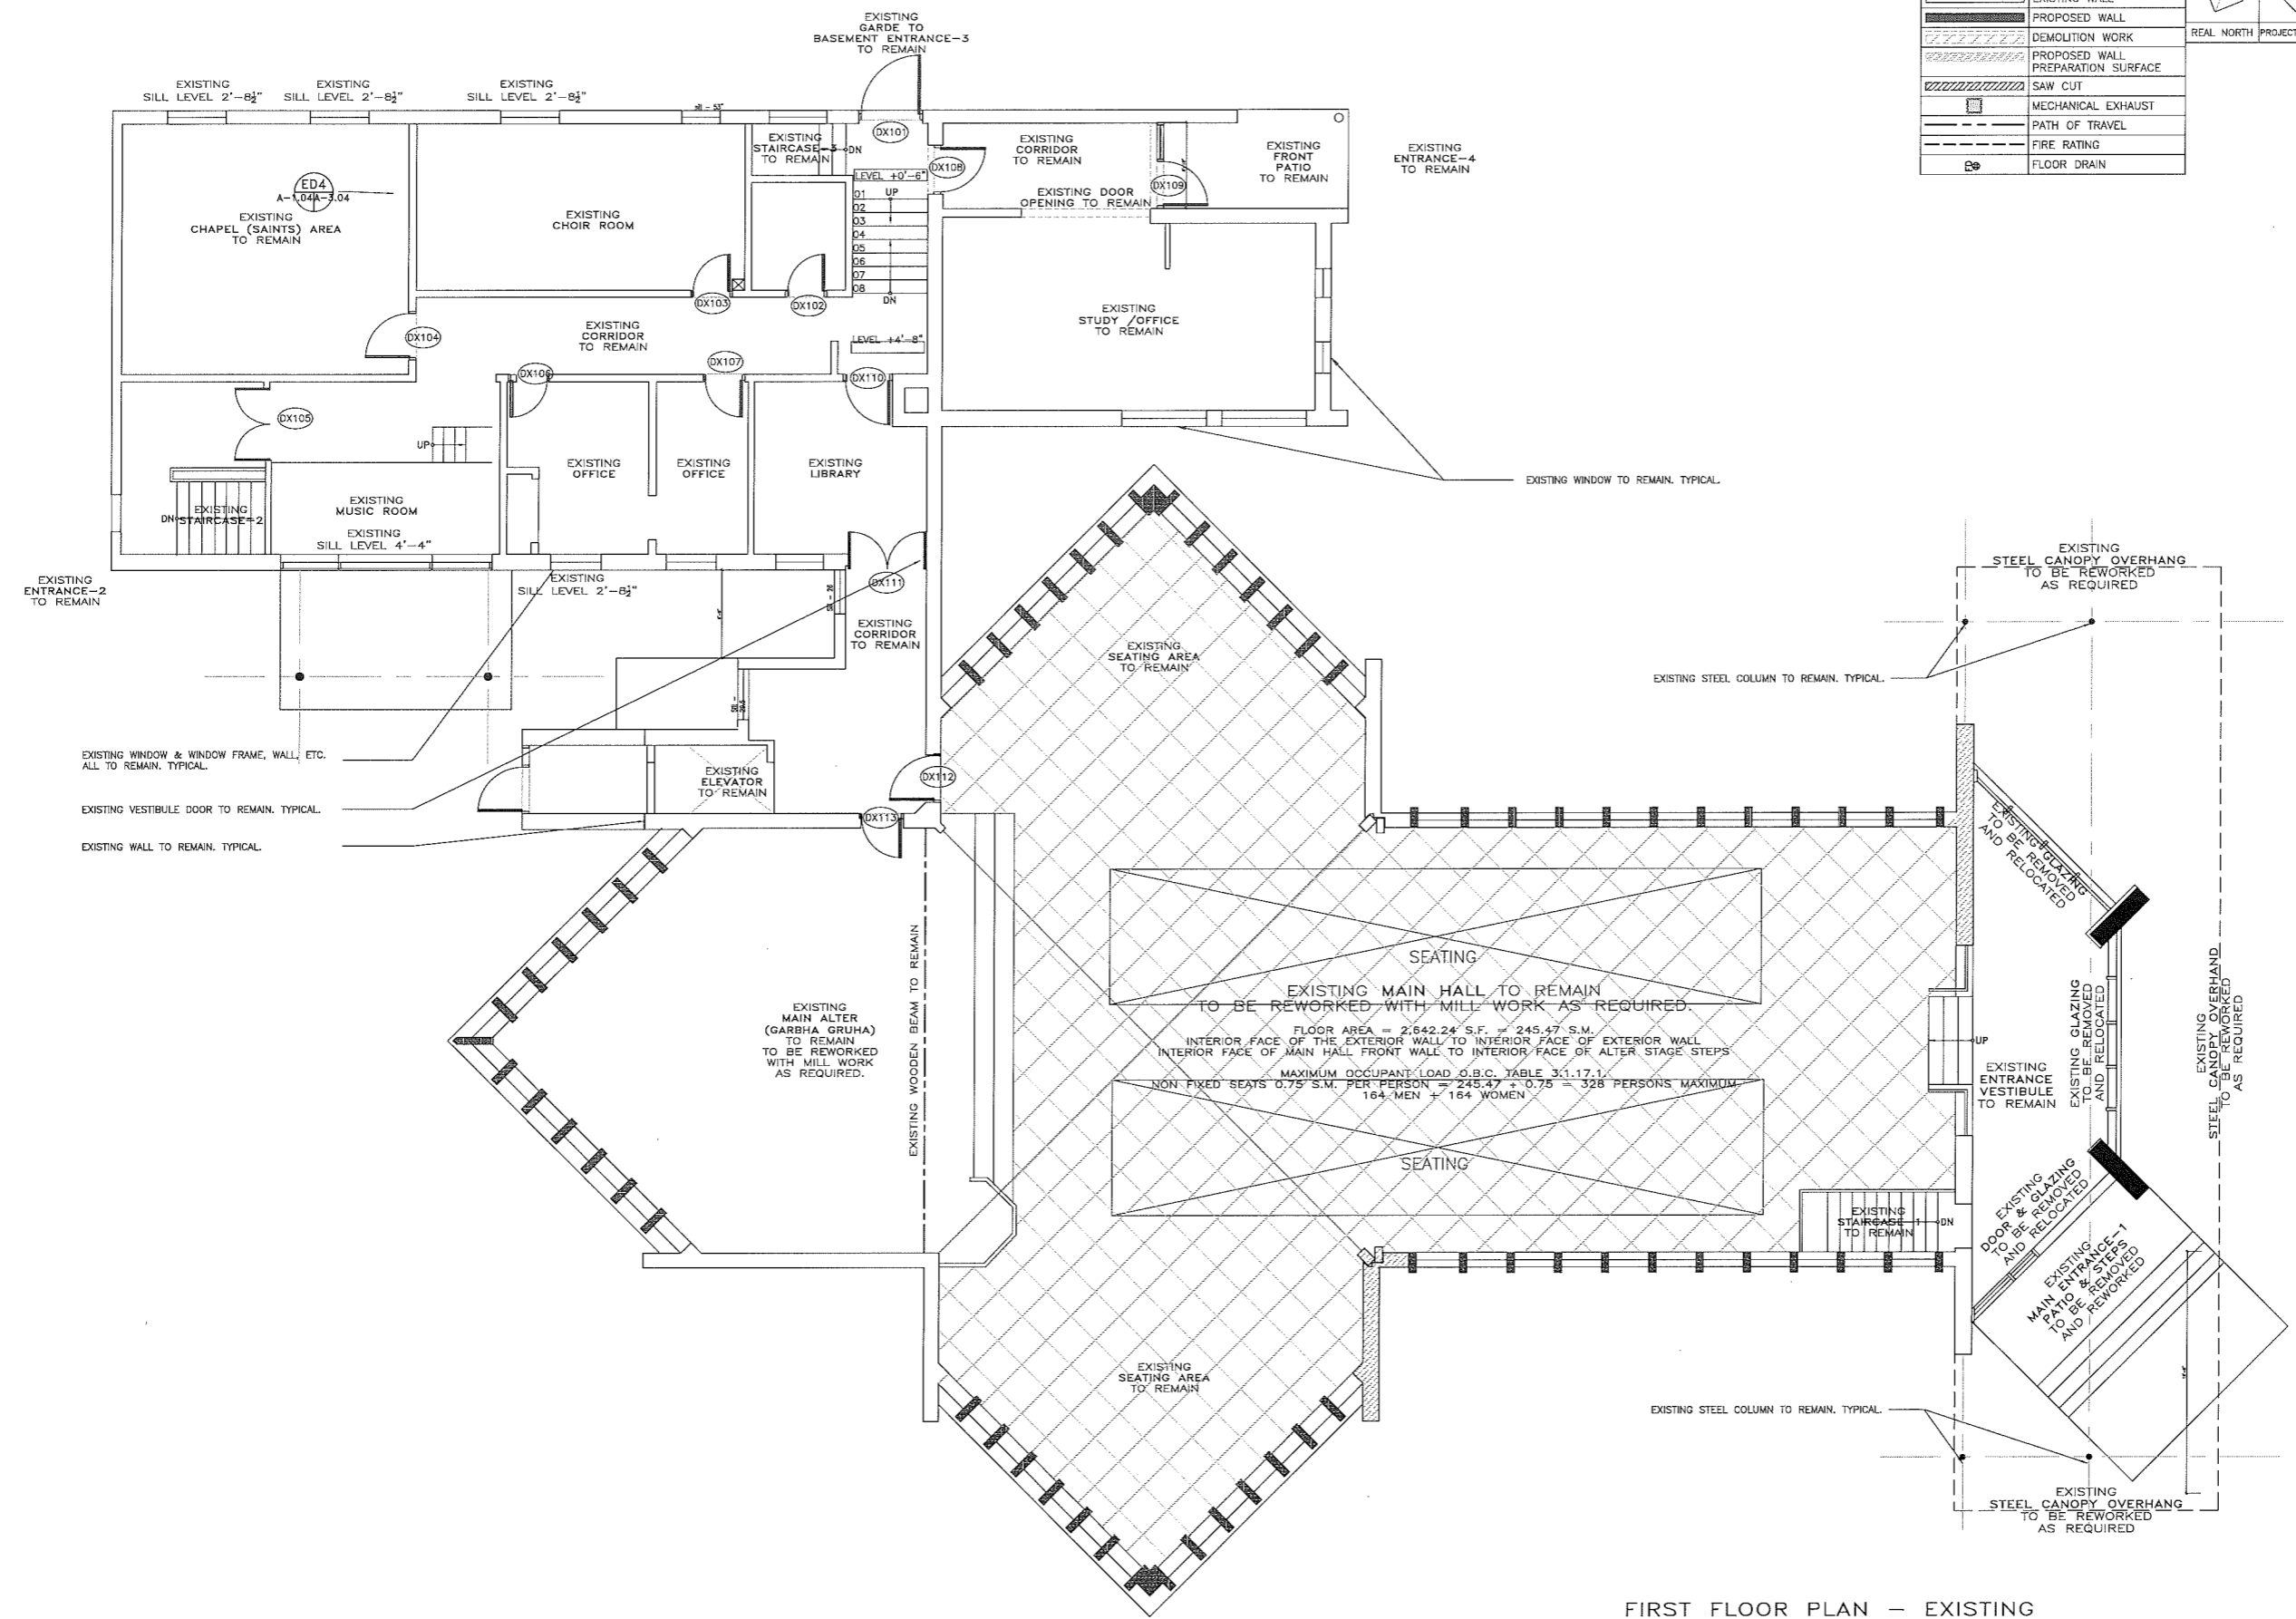 EXISTING
GARDE TO
BASEMENT ENTRANCE-3
TO REMAIN
EXISTING WALL
PROPOSED WALL
DEMOLITION WORK
PROPOSED WALL
PREPARATION SURFACE
SAW CUT
MECHANICAL EXHAUST
PATH OF TRAVEL
FIRE RATING
FLOOR DRAIN
REAL NORTH
PROJECT
EXISTING
SILL LEVEL 2'-8½"
EXISTING
SILL LEVEL 2'-8½"
EXISTING
SILL LEVEL 2'-8½"
ED4
A-1.04
A-3.04
EXISTING
CHAPEL (SAINTS) AREA
TO REMAIN
EXISTING
CHOIR ROOM
EXISTING
STAIRCASE-3
TO REMAIN
DN
DX101
LEVEL +0'-6"
UP
01
02
03
04
05
06
07
08
DN
LEVEL +4'-8"
DX108
EXISTING
CORRIDOR
TO REMAIN
EXISTING DOOR
OPENING TO REMAIN
DX109
EXISTING
FRONT
PATIO
TO REMAIN
EXISTING
ENTRANCE-4
TO REMAIN
EXISTING
STUDY /OFFICE
TO REMAIN
DX103
DX102
DX104
EXISTING
CORRIDOR
TO REMAIN
DX107
DX106
DX110
DX105
UP
EXISTING
OFFICE
EXISTING
OFFICE
EXISTING
LIBRARY
EXISTING
MUSIC ROOM
EXISTING
SILL LEVEL 4'-4"
EXISTING
STAIRCASE-2
DN
EXISTING
ENTRANCE-2
TO REMAIN
EXISTING
SILL LEVEL 2'-8½"
DX111
EXISTING
CORRIDOR
TO REMAIN
EXISTING WINDOW TO REMAIN. TYPICAL.
EXISTING
STEEL CANOPY OVERHANG
TO BE REWORKED
AS REQUIRED
EXISTING
SEATING AREA
TO REMAIN
EXISTING STEEL COLUMN TO REMAIN. TYPICAL.
EXISTING WINDOW & WINDOW FRAME, WALL, ETC.
ALL TO REMAIN. TYPICAL.
EXISTING VESTIBULE DOOR TO REMAIN. TYPICAL.
EXISTING WALL TO REMAIN. TYPICAL.
EXISTING
ELEVATOR
TO REMAIN
DX112
DX113
EXISTING GLAZING
TO BE REMOVED
AND RELOCATED
EXISTING
MAIN ALTER
(GARBHA GRUHA)
TO REMAIN
TO BE REWORKED
WITH MILL WORK
AS REQUIRED.
EXISTING WOODEN BEAM TO REMAIN
SEATING
EXISTING MAIN HALL TO REMAIN
TO BE REWORKED WITH MILL WORK AS REQUIRED.
FLOOR AREA = 2,642.24 S.F. = 245.47 S.M.
INTERIOR FACE OF THE EXTERIOR WALL TO INTERIOR FACE OF EXTERIOR WALL
INTERIOR FACE OF MAIN HALL FRONT WALL TO INTERIOR FACE OF ALTER STAGE STEPS
MAXIMUM OCCUPANT LOAD O.B.C. TABLE 3.1.17.1.
NON FIXED SEATS 0.75 S.M. PER PERSON = 245.47 ÷ 0.75 = 328 PERSONS MAXIMUM
164 MEN + 164 WOMEN
SEATING
UP
EXISTING
ENTRANCE
VESTIBULE
TO REMAIN
EXISTING GLAZING
TO BE REMOVED
AND RELOCATED
EXISTING
STEEL CANOPY OVERHAND
TO BE REWORKED
AS REQUIRED
EXISTING
STAIRCASE-1
TO REMAIN
DN
EXISTING
DOOR & GLAZING
TO BE REMOVED
AND RELOCATED
EXISTING
MAIN ENTRANCE-1
PATIO & STEPS
TO BE REMOVED
AND REWORKED
EXISTING
SEATING AREA
TO REMAIN
EXISTING STEEL COLUMN TO REMAIN. TYPICAL.
EXISTING
STEEL CANOPY OVERHANG
TO BE REWORKED
AS REQUIRED
FIRST FLOOR PLAN - EXISTING